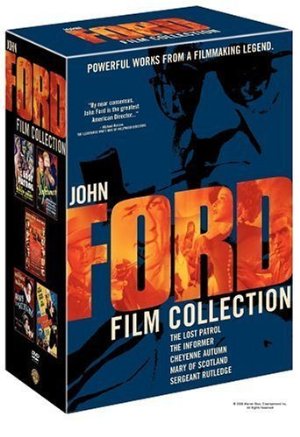 POWERFUL WORKS FROM A FILMMAKING LEGEND.
"By near consensus,
John Ford is the greatest
American Director..."
JOHN
FORD
FILM COLLECTION
THE LOST PATROL
THE INFORMER
CHEYENNE AUTUMN
MARY OF SCOTLAND
SERGEANT RUTLEDGE
JOHN
FORD
FILM COLLECTION
DVD